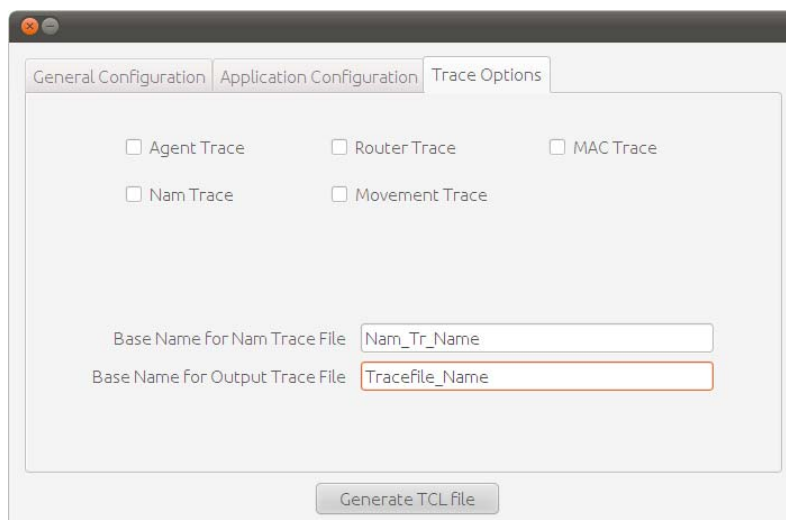 General Configuration Application Configuration Trace Options
Agent Trace Router Trace MAC Trace
Nam Trace Movement Trace
Base Name for Nam Trace File Nam_Tr_Name
Base Name for Output Trace File Tracefile_Name
Generate TCL file